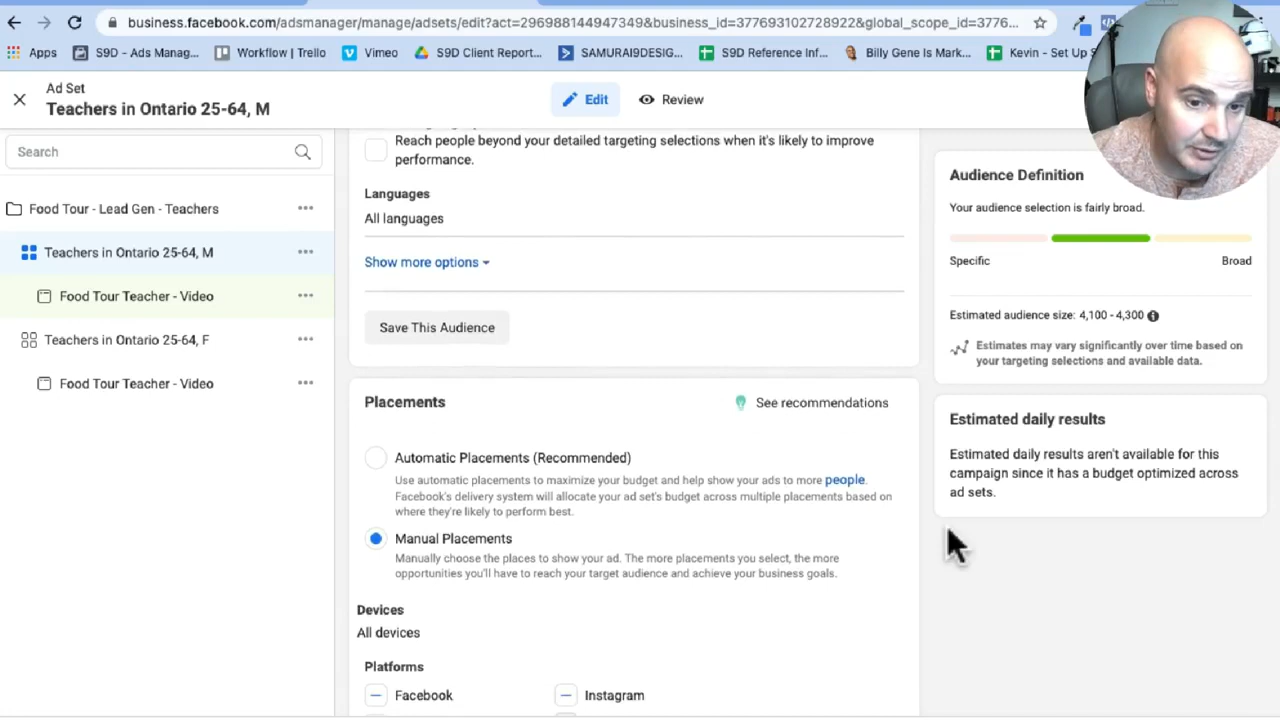 business.facebook.com/adsmanager/manage/adsets/edit?act=296988144947349&business_id=377693102728922&global_scope_id=3776...
Apps
S9D - Ads Manag...
Workflow | Trello
Vimeo
S9D Client Report...
SAMURAI9DESIG...
S9D Reference Inf...
Billy Gene Is Mark...
Kevin - Set Up S
Ad Set
Teachers in Ontario 25-64, M
Edit
Review
Search
Food Tour - Lead Gen - Teachers
Teachers in Ontario 25-64, M
Food Tour Teacher - Video
Teachers in Ontario 25-64, F
Food Tour Teacher - Video
Reach people beyond your detailed targeting selections when it's likely to improve
performance.
Languages
All languages
Show more options
Save This Audience
Placements
See recommendations
Automatic Placements (Recommended)
Use automatic placements to maximize your budget and help show your ads to more people.
Facebook's delivery system will allocate your ad set's budget across multiple placements based on
where they're likely to perform best.
Manual Placements
Manually choose the places to show your ad. The more placements you select, the more
opportunities you'll have to reach your target audience and achieve your business goals.
Devices
All devices
Platforms
Facebook
Instagram
Audience Definition
Your audience selection is fairly broad.
Specific
Broad
Estimated audience size: 4,100 - 4,300
Estimates may vary significantly over time based on
your targeting selections and available data.
Estimated daily results
Estimated daily results aren't available for this
campaign since it has a budget optimized across
ad sets.